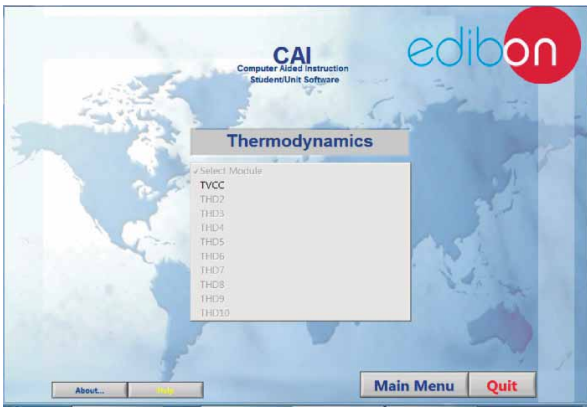 edibon
CAI
Computer Aided Instruction
Student/Unit Software
Thermodynamics
✓Select Module
TVCC
THD2
THD3
THD4
THD5
THD6
THD7
THD8
THD9
THD10
About...
Help
Main Menu
Quit